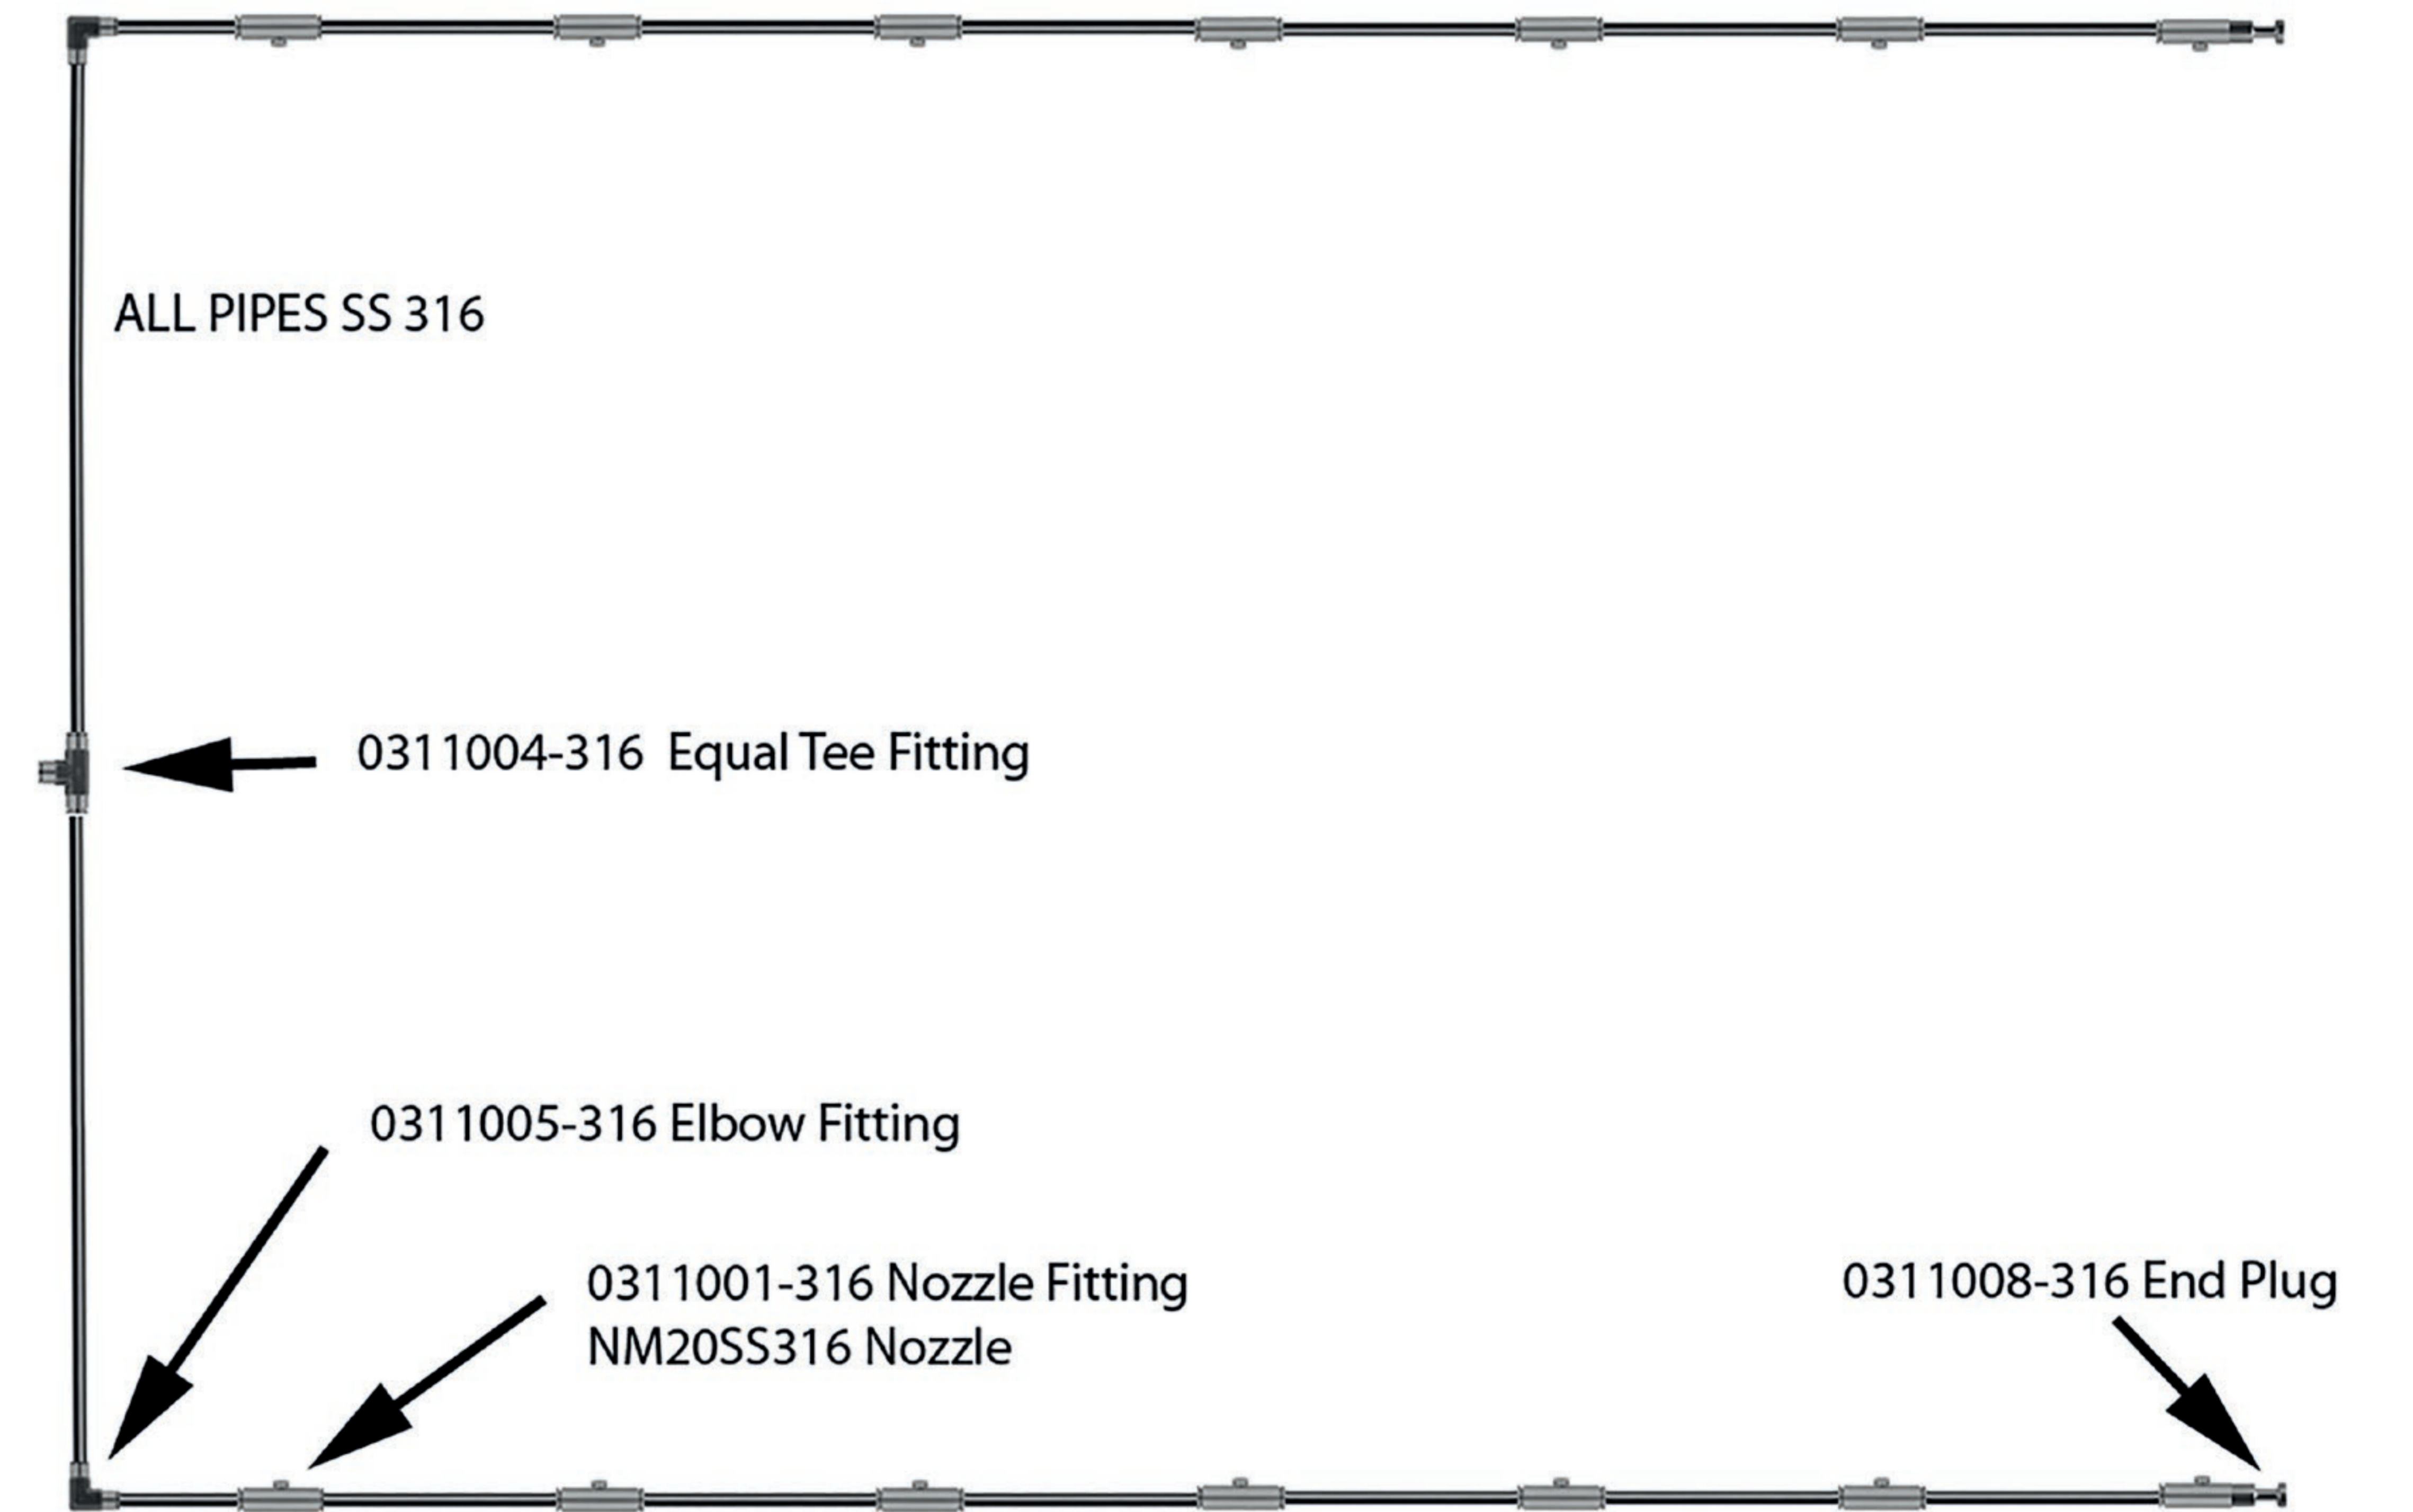 ALL PIPES SS 316
0311004-316 Equal Tee Fitting
0311005-316 Elbow Fitting
0311001-316 Nozzle Fitting
NM20SS316 Nozzle
0311008-316 End Plug